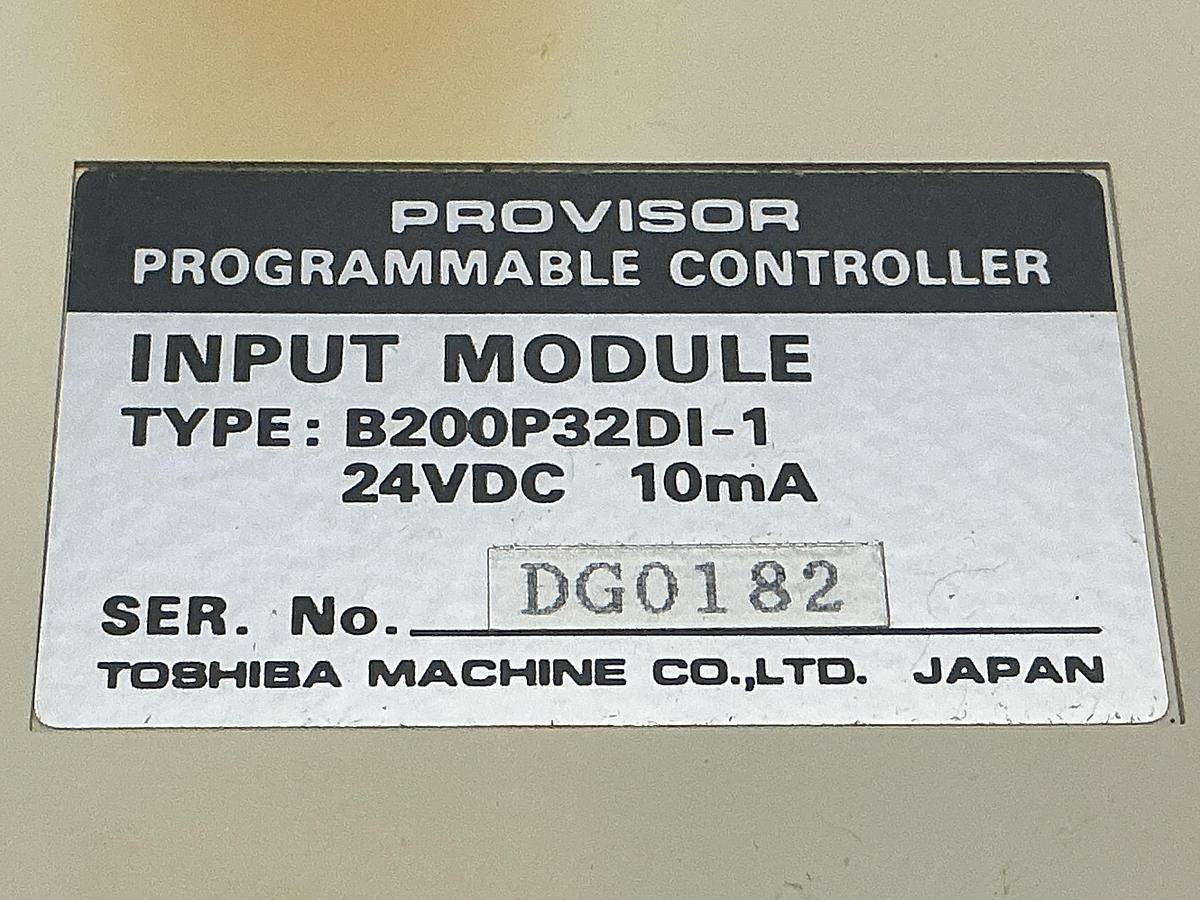 PROVISOR
PROGRAMMABLE CONTROLLER
INPUT MODULE
TYPE: B200P32DI-1
24VDC 10mA
SER. No. DG0182
TOSHIBA MACHINE CO.,LTD. JAPAN